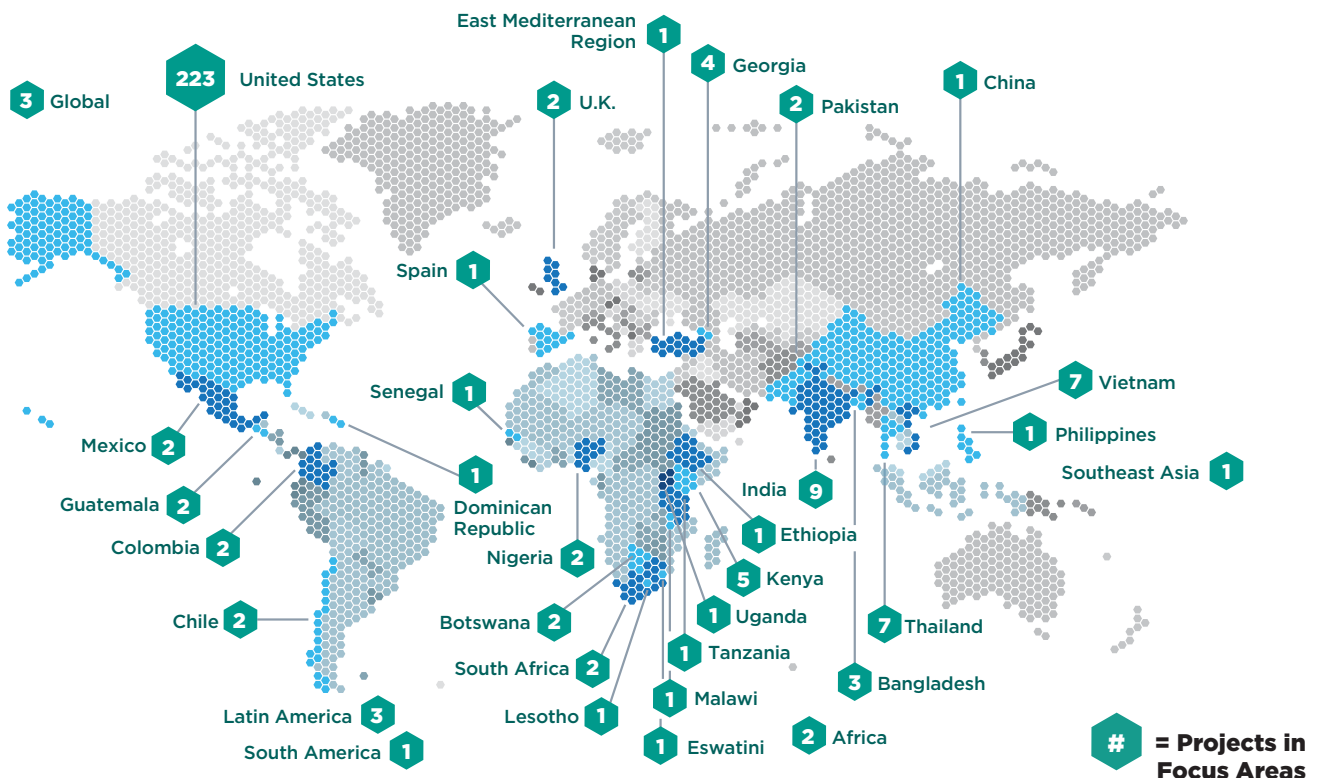 East Mediterranean
Region
1
4 Georgia
223 United States
1 China
3 Global
2 U.K.
2 Pakistan
Spain 1
Senegal 1
7 Vietnam
Mexico 2
1 Philippines
1
Dominican
Republic
Southeast Asia 1
Guatemala 2
India 9
Colombia 2
Nigeria 2
1 Ethiopia
5 Kenya
Chile 2
Botswana 2
1 Uganda
7 Thailand
1 Tanzania
South Africa 2
3 Bangladesh
1 Malawi
Latin America 3
Lesotho 1
2 Africa
South America 1
1 Eswatini
# = Projects in
Focus Areas